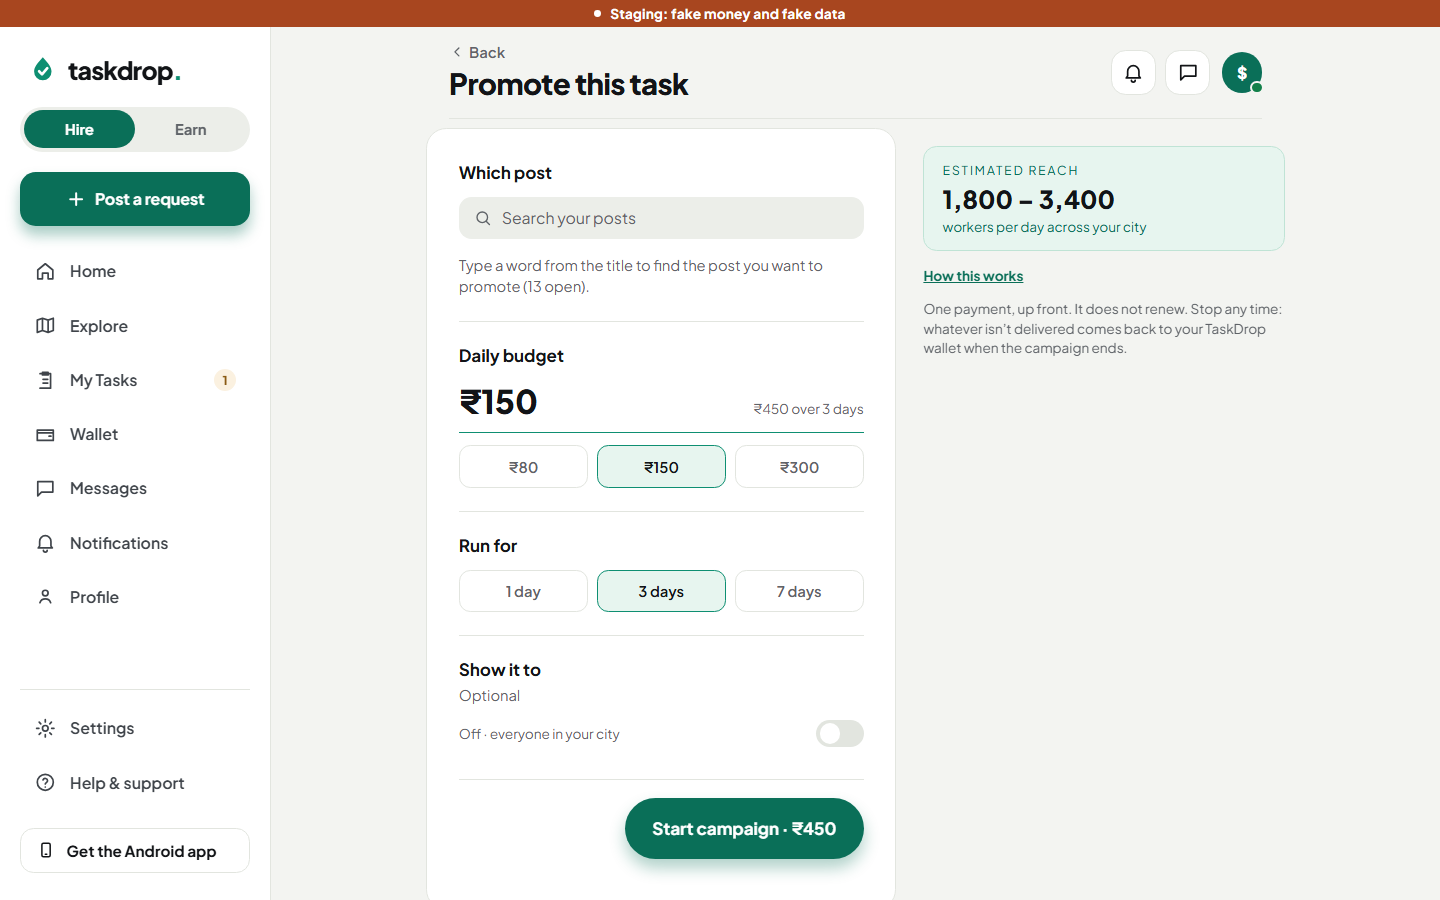 Staging: fake money and fake data
taskdrop.
Hire
Earn
Post a request
Home
Explore
My Tasks
1
Wallet
Messages
Notifications
Profile
Settings
Help & support
Get the Android app
Back
Promote this task
$
Which post
Search your posts
Type a word from the title to find the post you want to
promote (13 open).
Daily budget
₹150
₹450 over 3 days
₹80
₹150
₹300
Run for
1 day
3 days
7 days
Show it to
Optional
Off · everyone in your city
Start campaign · ₹450
ESTIMATED REACH
1,800 – 3,400
workers per day across your city
How this works
One payment, up front. It does not renew. Stop any time:
whatever isn't delivered comes back to your TaskDrop
wallet when the campaign ends.